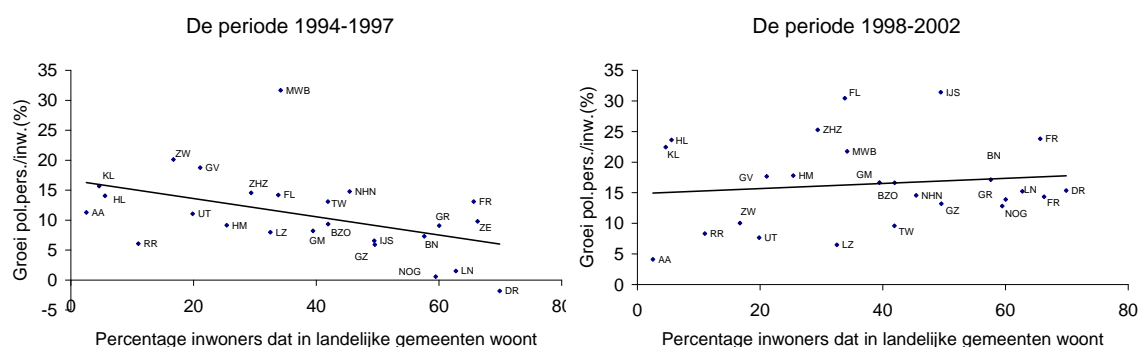 De periode 1994-1997
Groei pol.pers./inw.(%)
35
30
25
20
15
10
5
0
-5
0
20
40
60
80
MWB
ZW
GV
KL
HL
ZHZ
FL
NHN
TW
FR
AA
UT
HM
LZ
GM
BZO
GR
ZE
RR
IJS
GZ
BN
NOG
LN
DR
Percentage inwoners dat in landelijke gemeenten woont
De periode 1998-2002
Groei pol.pers./inw.(%)
35
30
25
20
15
10
5
0
0
20
40
60
80
FL
IJS
ZHZ
HL
KL
MWB
FR
BN
GV
HM
GM
BZO
NHN
GR
LN
DR
FR
GZ
NOG
ZW
RR
UT
TW
LZ
AA
Percentage inwoners dat in landelijke gemeenten woont